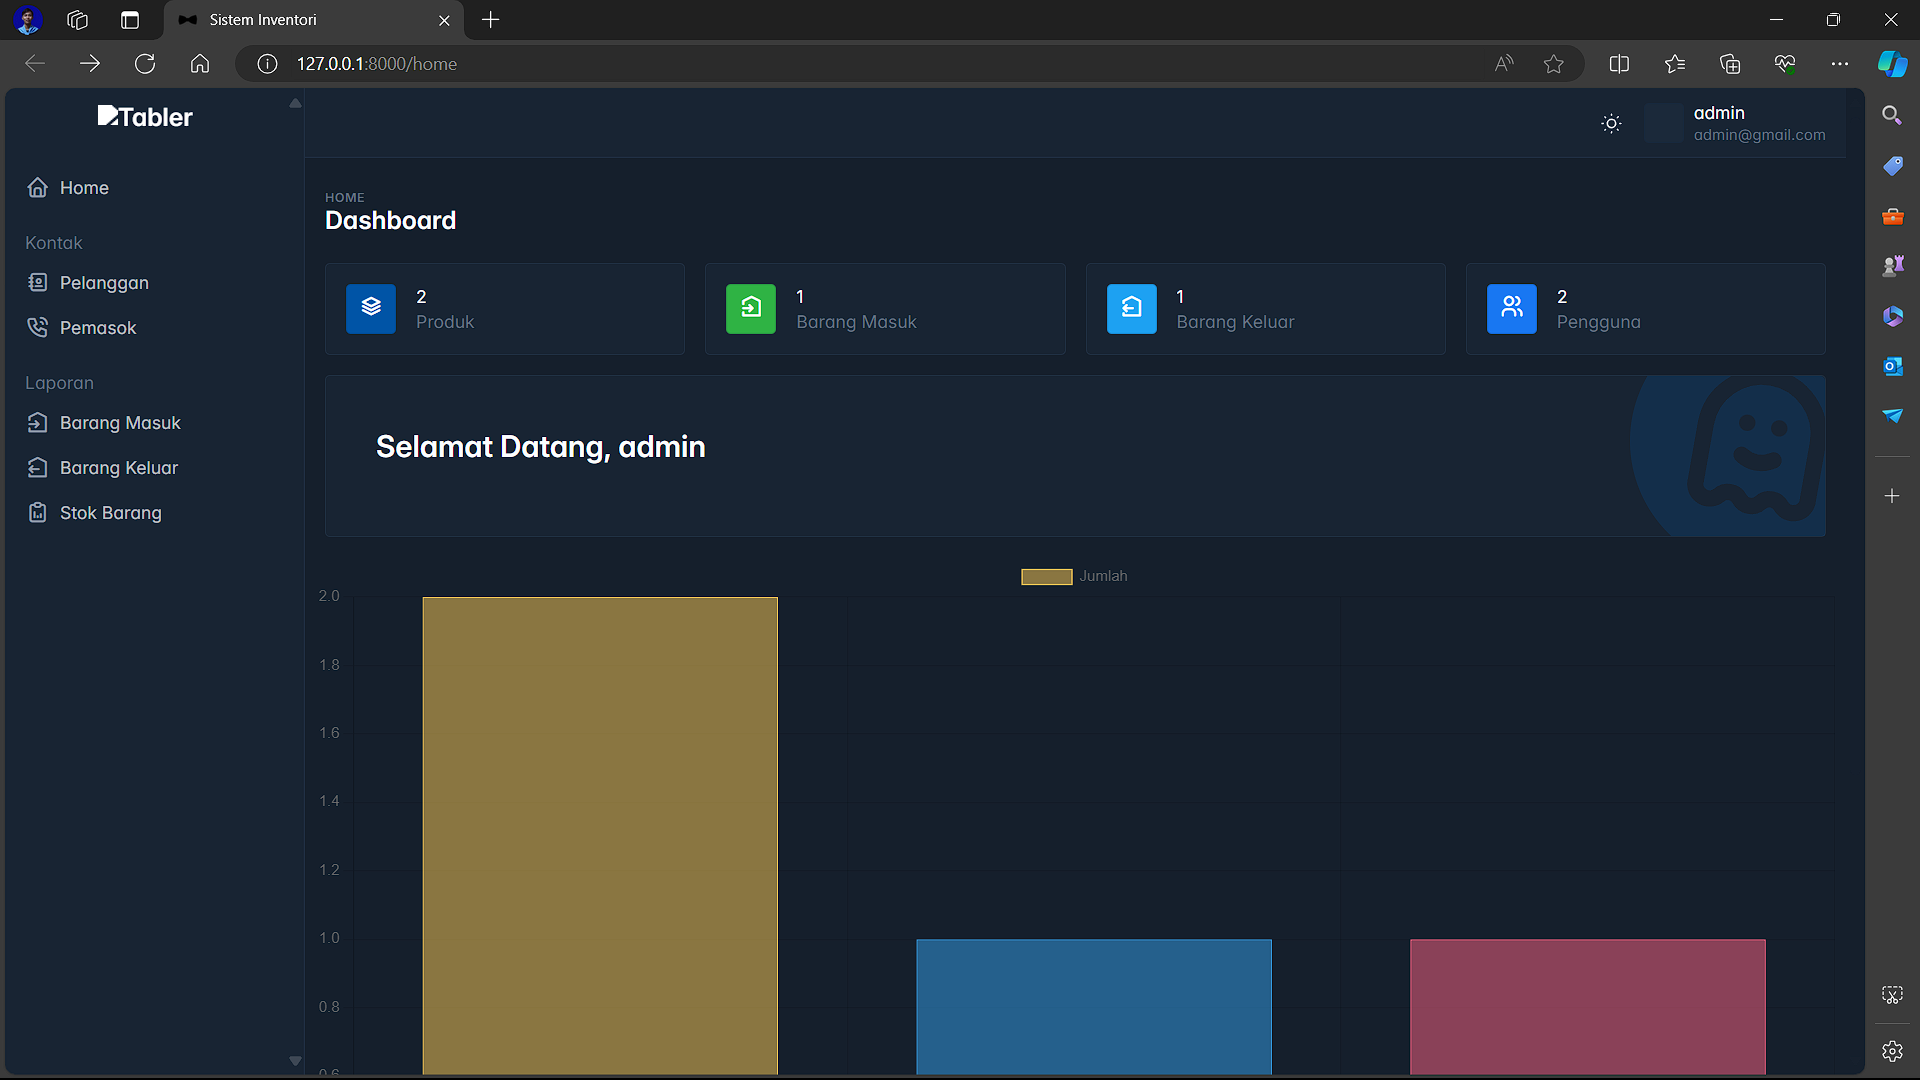 Sistem Inventori
127.0.0.1:8000/home
Tabler
admin
admin@gmail.com
Home
Kontak
Pelanggan
Pemasok
Laporan
Barang Masuk
Barang Keluar
Stok Barang
HOME
Dashboard
2
Produk
1
Barang Masuk
1
Barang Keluar
2
Pengguna
Selamat Datang, admin
Jumlah
2.0
1.8
1.6
1.4
1.2
1.0
0.8
0.6